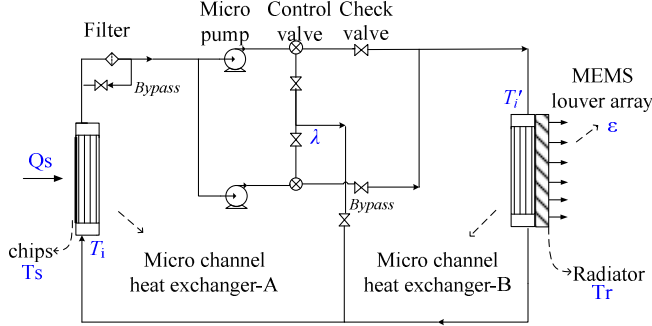 Micro
pump
Control
valve
Check
valve
Filter
Bypass
MEMS
louver array
ε
Ti′
λ
Qs
Bypass
chips
Ts
Ti
Micro channel
heat exchanger-A
Micro channel
heat exchanger-B
Radiator
Tr